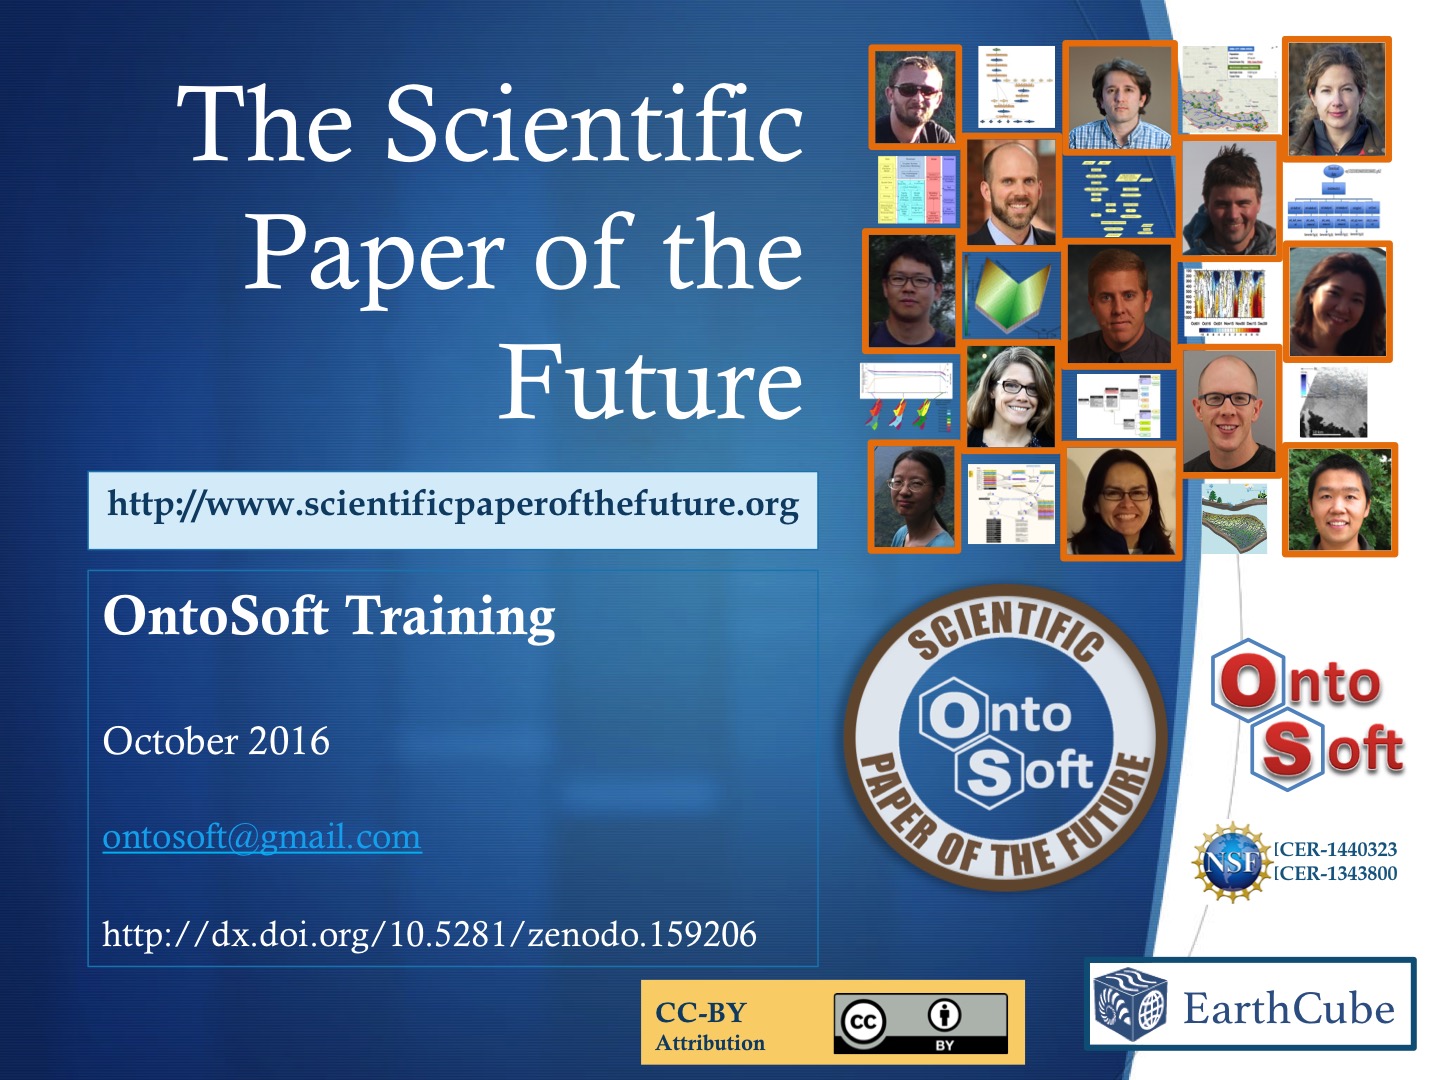 The Scientific
Paper of the
Future
http://www.scientificpaperofthefuture.org
OntoSoft Training
October 2016
ontosoft@gmail.com
http://dx.doi.org/10.5281/zenodo.159206
SCIENTIFIC
Onto
Soft
PAPER OF THE FUTURE
Onto
Soft
NSF
ICER-1440323
ICER-1343800
CC-BY
Attribution
cc
BY
EarthCube